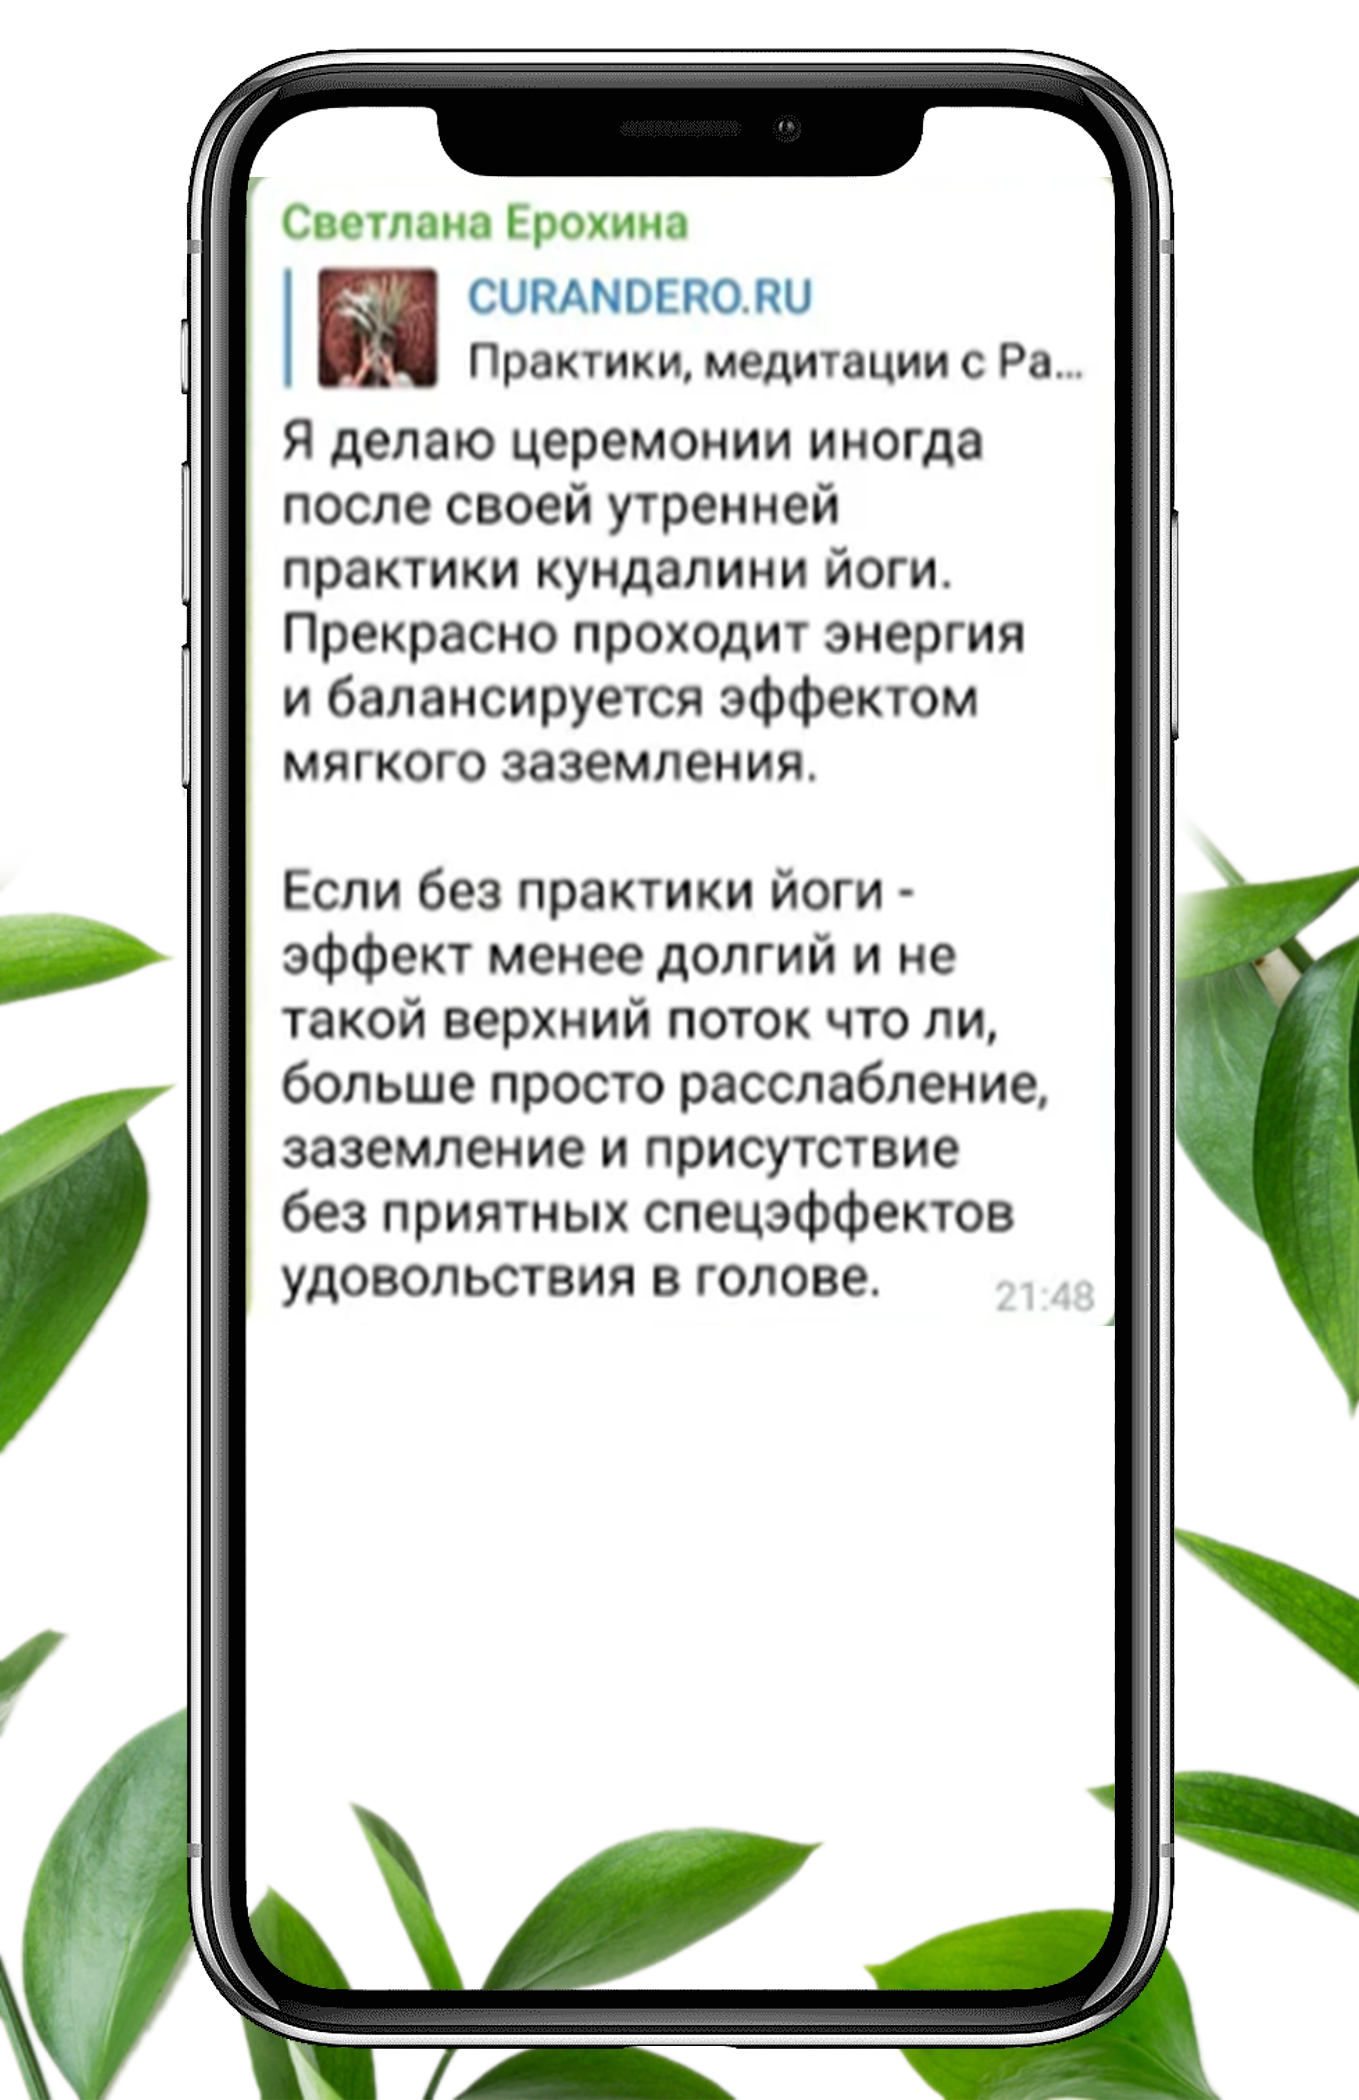 Светлана Ерохина
CURANDERO.RU
Практики, медитации с Ра...
Я делаю церемонии иногда
после своей утренней
практики кундалини йоги.
Прекрасно проходит энергия
и балансируется эффектом
мягкого заземления.
Если без практики йоги -
эффект менее долгий и не
такой верхний поток что ли,
больше просто расслабление,
заземление и присутствие
без приятных спецэффектов
удовольствия в голове.
21:48